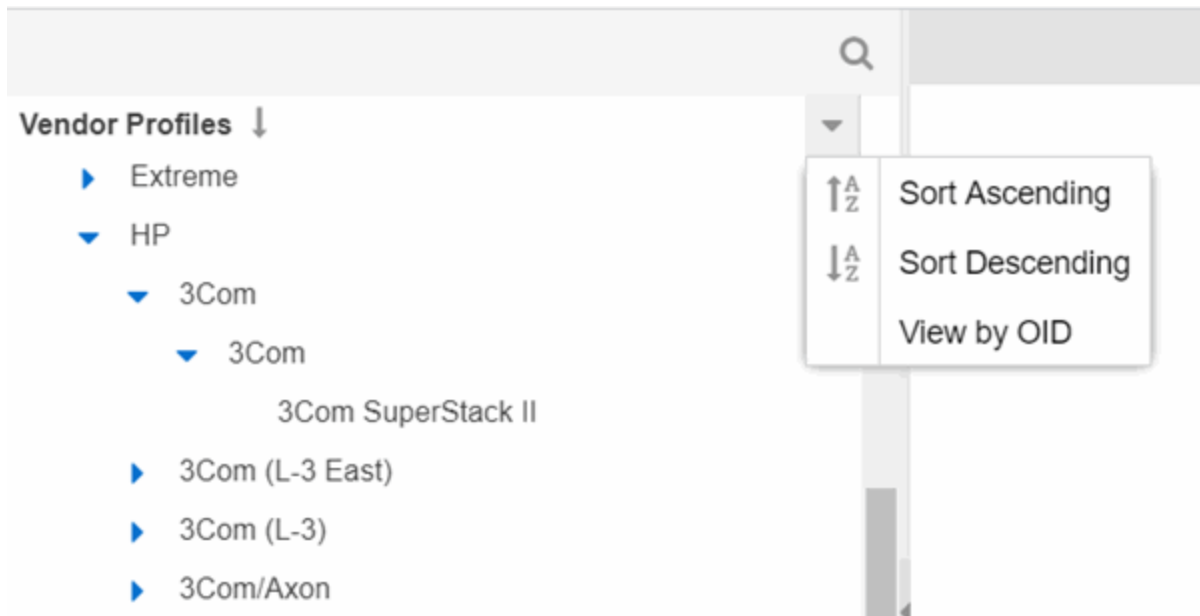 Vendor Profiles
Extreme
HP
3Com
3Com
3Com SuperStack II
3Com (L-3 East)
3Com (L-3)
3Com/Axon
Sort Ascending
Sort Descending
View by OID